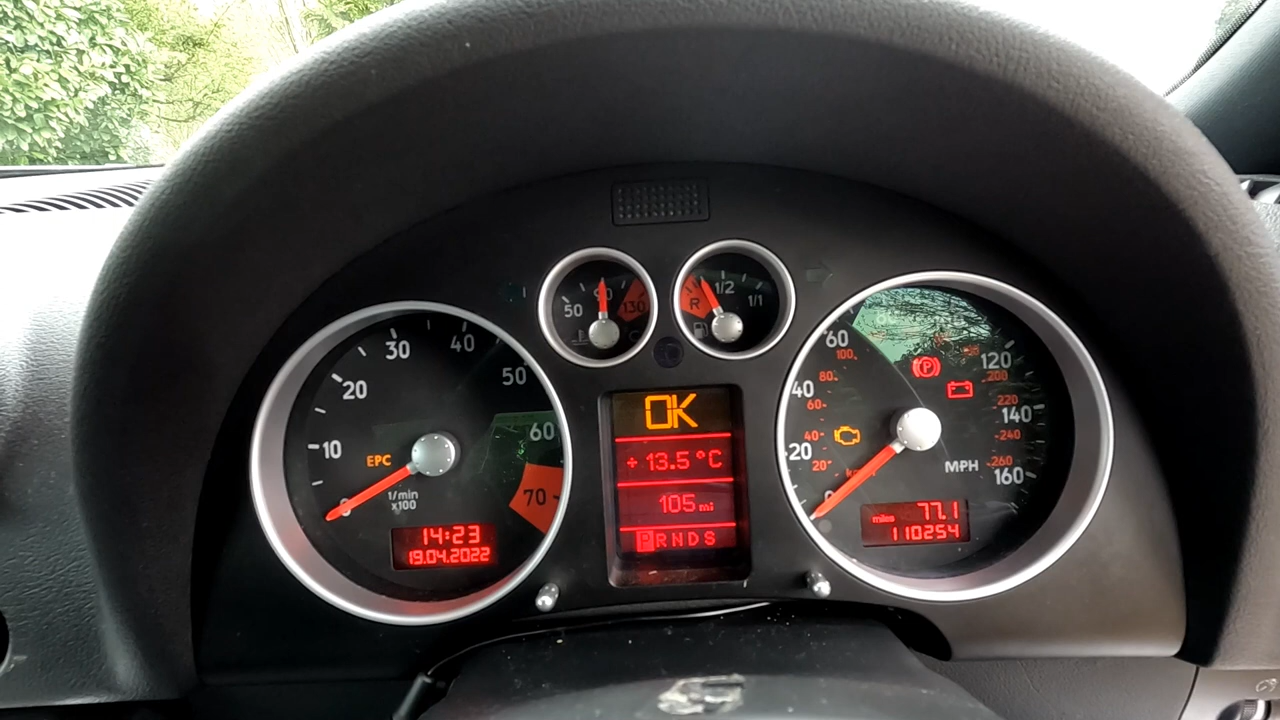 10
20
30
40
50
60
70
0
EPC
1/min
x100
14:23
19.04.2022
50
90
130
R
1/2
1/1
OK
+ 13.5 °C
105 mi
PRNDS
20
40
60
120
140
160
20
40
60
80
100
200
220
240
260
(P)
MPH
miles
77.1
110254